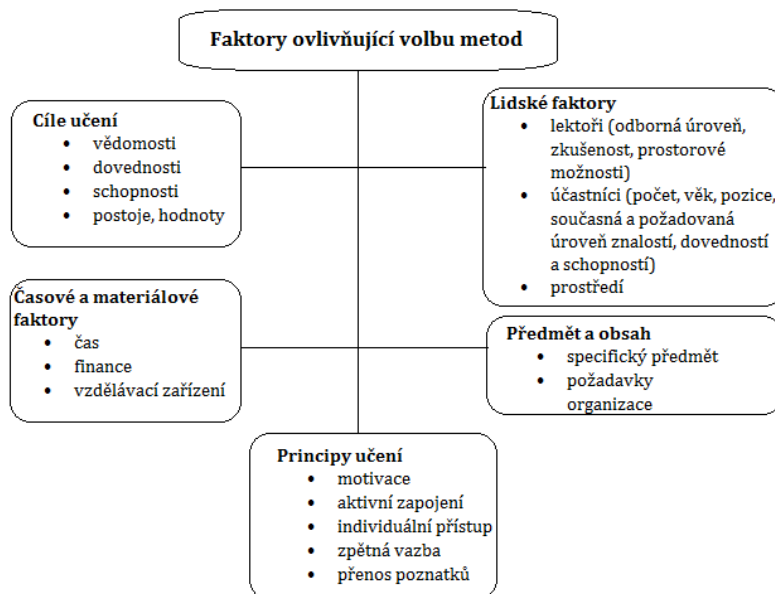 Faktory ovlivňující volbu metod
Cíle učení
• vědomosti
• dovednosti
• schopnosti
• postoje, hodnoty
Lidské faktory
• lektoři (odborná úroveň,
zkušenost, prostorové
možnosti)
• účastníci (počet, věk, pozice,
současná a požadovaná
úroveň znalostí, dovedností
a schopností)
• prostředí
Časové a materiálové
faktory
• čas
• finance
• vzdělávací zařízení
Předmět a obsah
• specifický předmět
• požadavky
organizace
Principy učení
• motivace
• aktivní zapojení
• individuální přístup
• zpětná vazba
• přenos poznatků